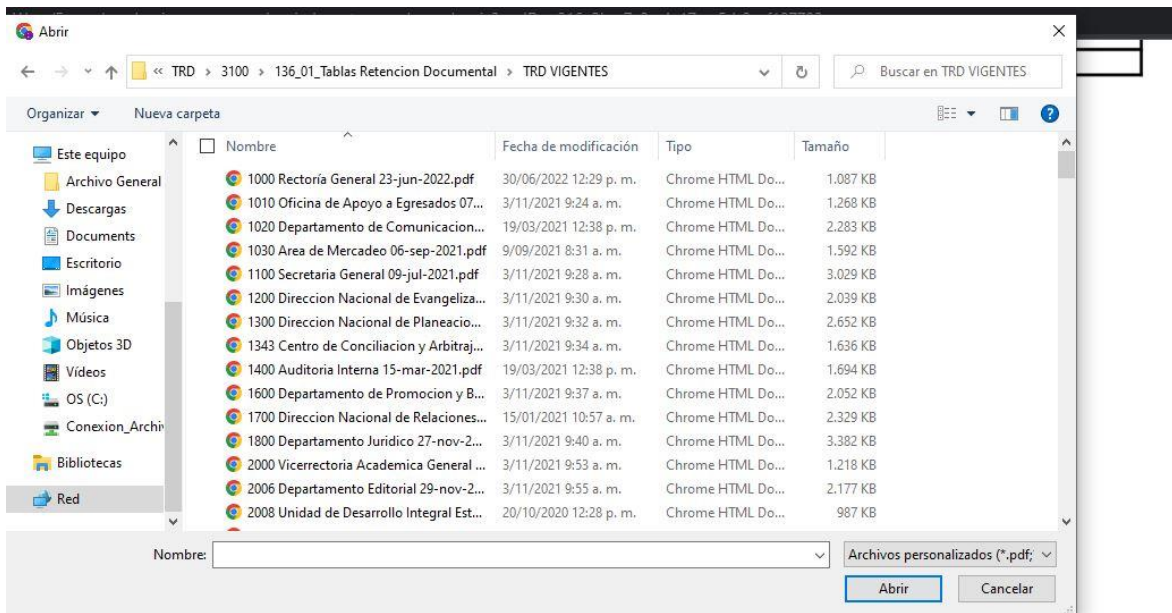 Abrir
« TRD > 3100 > 136_01_Tablas Retencion Documental > TRD VIGENTES
Buscar en TRD VIGENTES
Organizar Nueva carpeta
Nombre Fecha de modificación Tipo Tamaño
Este equipo
Archivo General
Descargas
Documents
Escritorio
Imágenes
Música
Objetos 3D
Vídeos
OS (C:)
Conexion_Archiv
Bibliotecas
Red
1000 Rectoría General 23-jun-2022.pdf 30/06/2022 12:29 p. m. Chrome HTML Do... 1.087 KB
1010 Oficina de Apoyo a Egresados 07... 3/11/2021 9:24 a. m. Chrome HTML Do... 1.268 KB
1020 Departamento de Comunicacion... 19/03/2021 12:38 p. m. Chrome HTML Do... 2.283 KB
1030 Area de Mercadeo 06-sep-2021.pdf 9/09/2021 8:31 a. m. Chrome HTML Do... 1.592 KB
1100 Secretaria General 09-jul-2021.pdf 3/11/2021 9:28 a. m. Chrome HTML Do... 3.029 KB
1200 Direccion Nacional de Evangeliza... 3/11/2021 9:30 a. m. Chrome HTML Do... 2.039 KB
1300 Direccion Nacional de Planeacio... 3/11/2021 9:32 a. m. Chrome HTML Do... 2.652 KB
1343 Centro de Conciliacion y Arbitraj... 3/11/2021 9:34 a. m. Chrome HTML Do... 1.636 KB
1400 Auditoria Interna 15-mar-2021.pdf 19/03/2021 12:38 p. m. Chrome HTML Do... 1.694 KB
1600 Departamento de Promocion y B... 3/11/2021 9:37 a. m. Chrome HTML Do... 2.052 KB
1700 Direccion Nacional de Relaciones... 15/01/2021 10:57 a. m. Chrome HTML Do... 2.329 KB
1800 Departamento Juridico 27-nov-2... 3/11/2021 9:40 a. m. Chrome HTML Do... 3.382 KB
2000 Vicerrectoria Academica General ... 3/11/2021 9:53 a. m. Chrome HTML Do... 1.218 KB
2006 Departamento Editorial 29-nov-2... 3/11/2021 9:55 a. m. Chrome HTML Do... 2.177 KB
2008 Unidad de Desarrollo Integral Est... 20/10/2020 12:28 p. m. Chrome HTML Do... 987 KB
Nombre: Archivos personalizados (*.pdf;
Abrir Cancelar